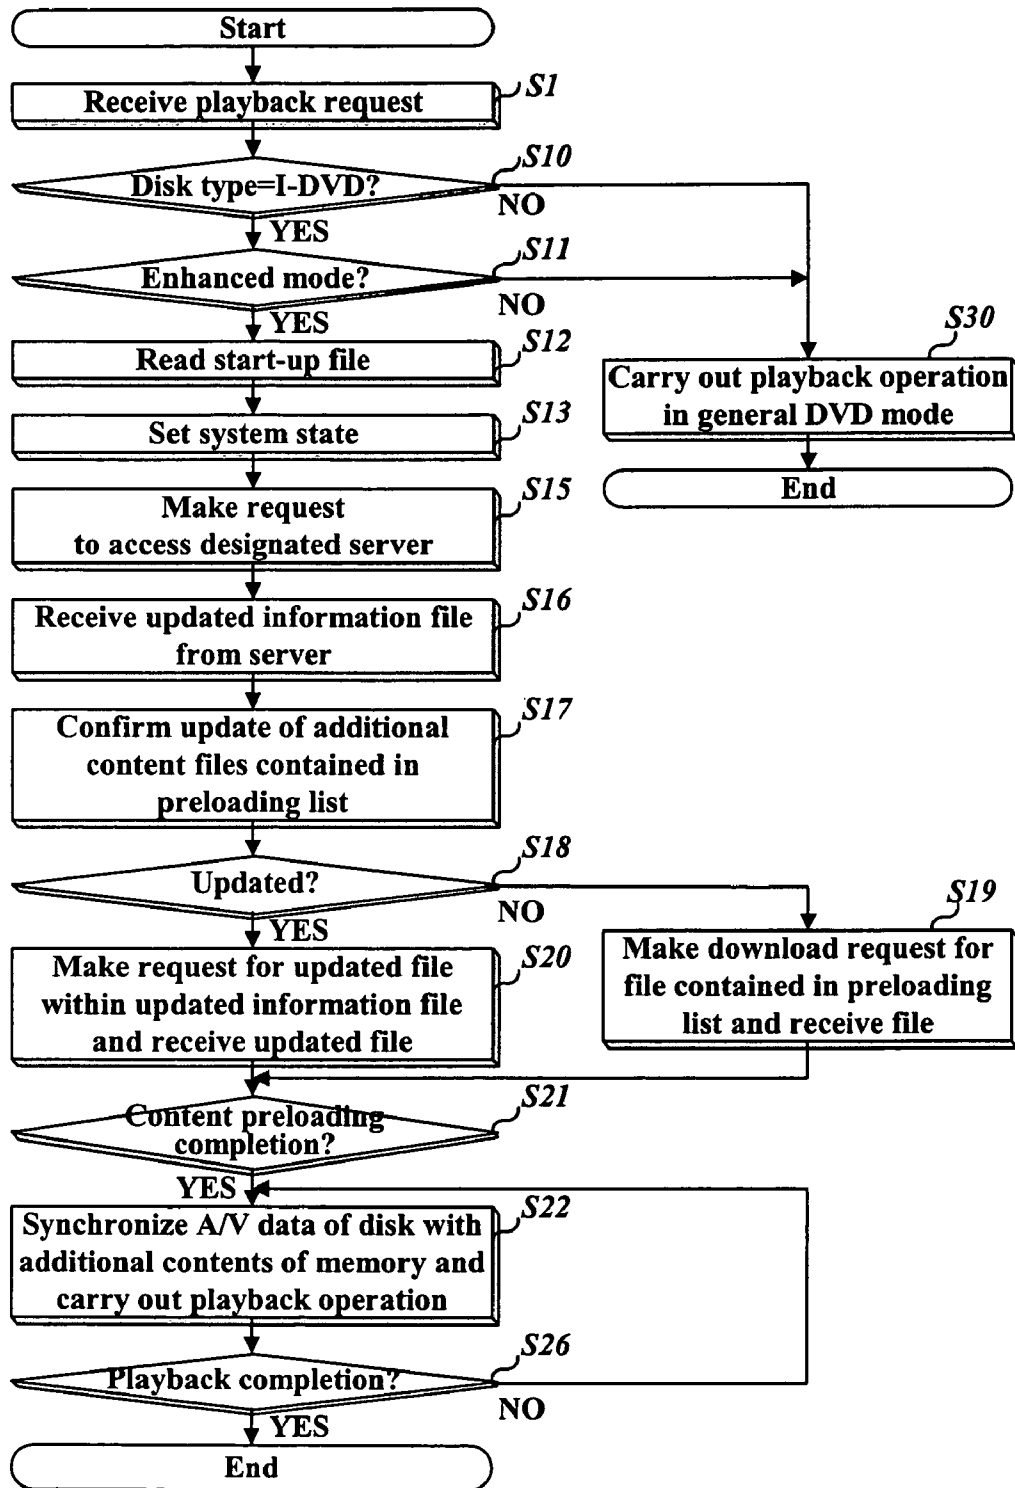 Start
Receive playback request
S1
Disk type=I-DVD?
S10
NO
YES
Enhanced mode?
S11
NO
YES
Read start-up file
S12
Set system state
S13
S30
Carry out playback operation
in general DVD mode
End
Make request
to access designated server
S15
Receive updated information file
from server
S16
Confirm update of additional
content files contained in
preloading list
S17
Updated?
S18
NO
YES
S19
Make download request for
file contained in preloading
list and receive file
Make request for updated file
within updated information file
and receive updated file
S20
Content preloading
completion?
S21
YES
Synchronize A/V data of disk with
additional contents of memory and
carry out playback operation
S22
Playback completion?
S26
NO
YES
End